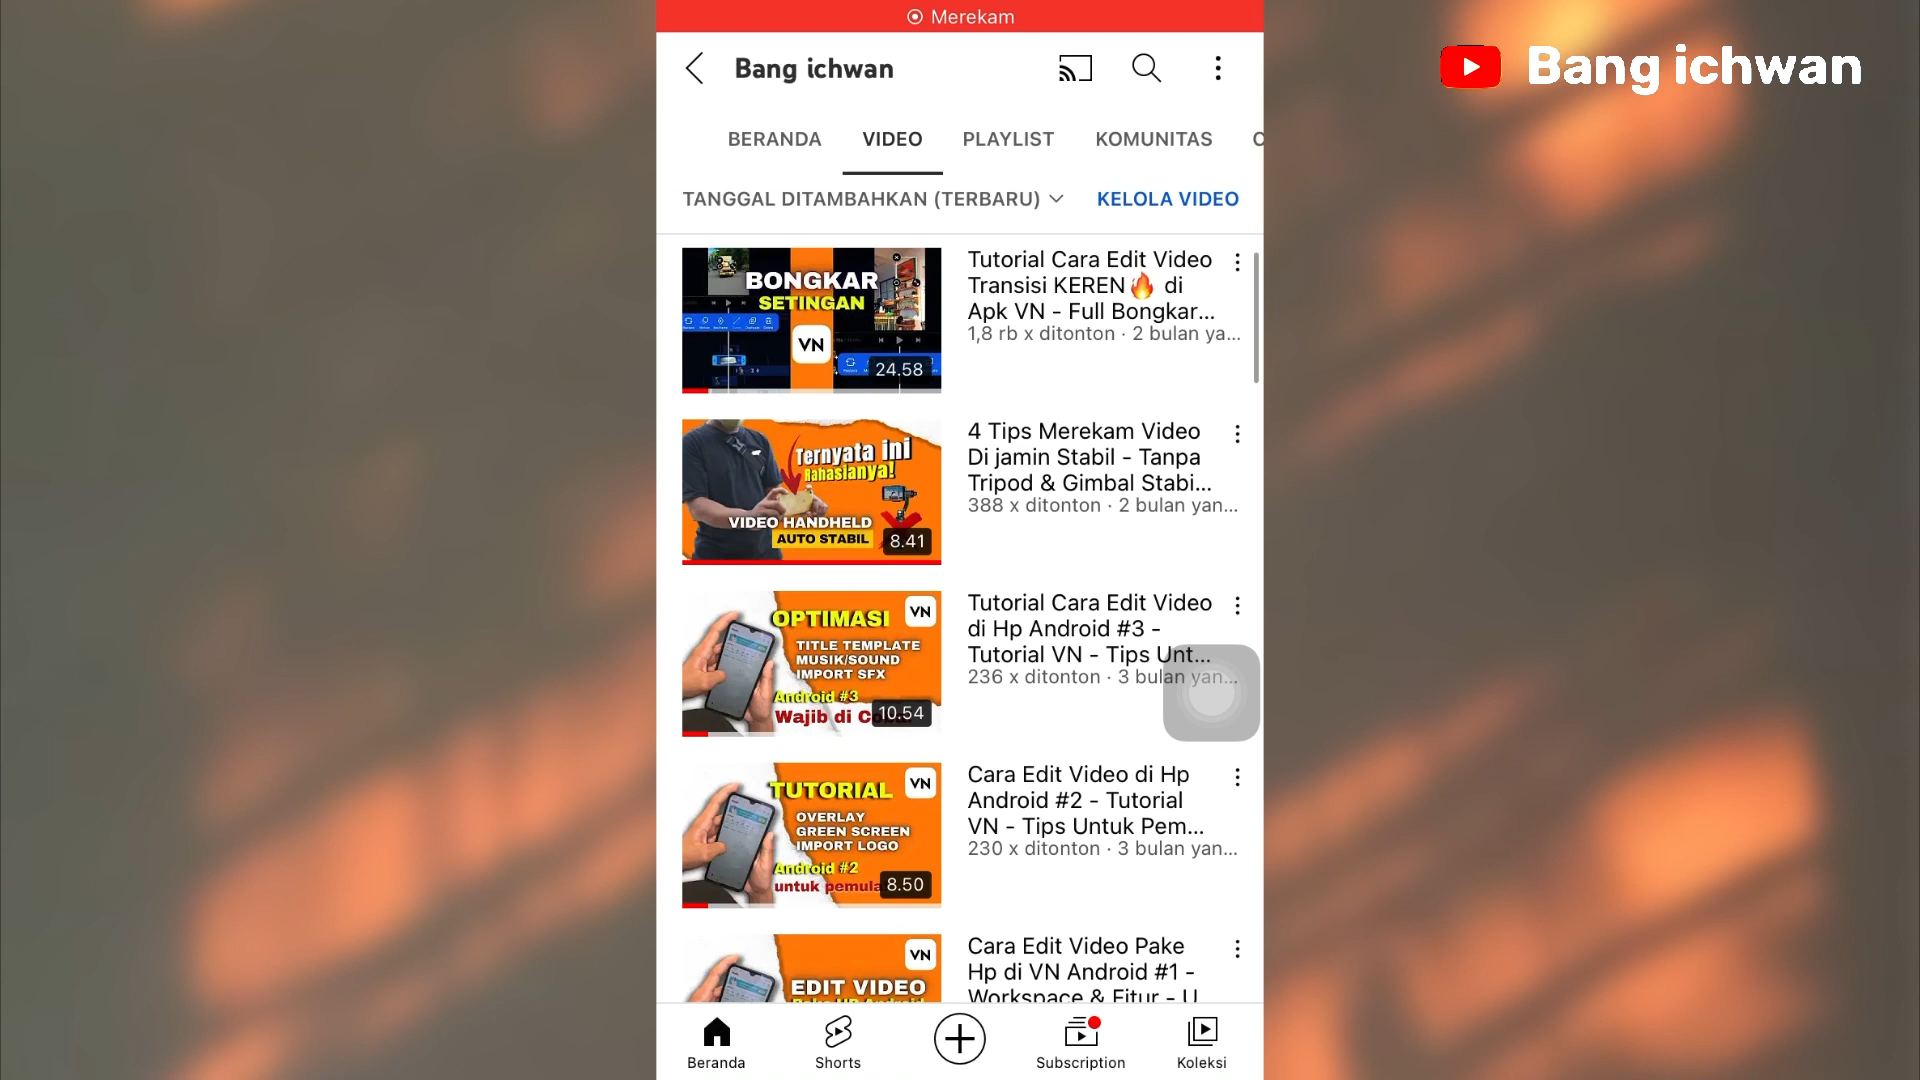 Merekam
Bang ichwan
Bang ichwan
BERANDA VIDEO PLAYLIST KOMUNITAS C
TANGGAL DITAMBAHKAN (TERBARU) KELOLA VIDEO
BONGKAR
SETINGAN
VN
24.58
Tutorial Cara Edit Video
Transisi KEREN🔥 di
Apk VN - Full Bongkar...
1,8 rb x ditonton · 2 bulan ya...
Ternyata ini
Rahasianya!
VIDEO HANDHELD
AUTO STABIL
8.41
4 Tips Merekam Video
Di jamin Stabil - Tanpa
Tripod & Gimbal Stabi...
388 x ditonton · 2 bulan yan...
OPTIMASI
VN
TITLE TEMPLATE
MUSIK/SOUND
IMPORT SFX
Android #3
Wajib di
10.54
Tutorial Cara Edit Video
di Hp Android #3 -
Tutorial VN - Tips Unt...
236 x ditonton · 3 bulan yan...
TUTORIAL
VN
OVERLAY
GREEN SCREEN
IMPORT LOGO
Android #2
untuk pemula
8.50
Cara Edit Video di Hp
Android #2 - Tutorial
VN - Tips Untuk Pem...
230 x ditonton · 3 bulan yan...
VN
EDIT VIDEO
Cara Edit Video Pake
Hp di VN Android #1 -
Workspace & Fitur - U
Beranda Shorts Subscription Koleksi